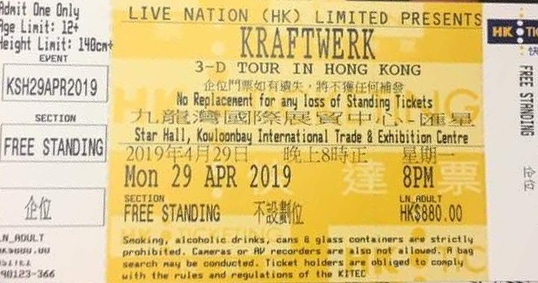 Admit One Only
Age Limit: 12+
Height Limit: 140cm+
EVENT
KSH29APR2019
SECTION
FREE STANDING
企位
LN_ADULT
90123-366
LIVE NATION (HK) LIMITED PRESENTS
KRAFTWERK
3-D TOUR IN HONG KONG
企位門票如有遺失，將不獲任何補發
No Replacement for any loss of Standing Tickets
九龍灣國際展貿中心-匯星
Star Hall, Kowloonbay International Trade & Exhibition Centre
2019年4月29日 晚上8時正 星期一
Mon 29 APR 2019 8PM
SECTION LN_ADULT
FREE STANDING 不設劃位 HK$880.00
Smoking, alcoholic drinks, cans & glass containers are strictly
prohibited. Cameras or AV recorders are also not allowed. A bag
search may be conducted. Ticket holders are obliged to comply
with the rules and regulations of the KITEC
達 票
HK TIC
快
FREE STANDING
企位